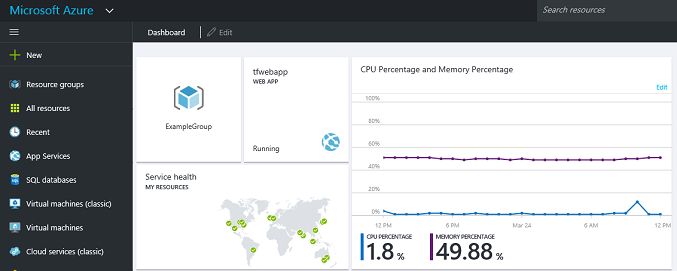 Microsoft Azure
Search resources
Dashboard
Edit
New
Resource groups
All resources
Recent
App Services
SQL databases
Virtual machines (classic)
Virtual machines
Cloud services (classic)
ExampleGroup
tfwebapp
WEB APP
Running
Service health
MY RESOURCES
CPU Percentage and Memory Percentage
Edit
100%
80%
60%
40%
20%
0%
12 PM 6 PM Mar 24 6 AM 12 PM
CPU PERCENTAGE
1.8 %
MEMORY PERCENTAGE
49.88 %